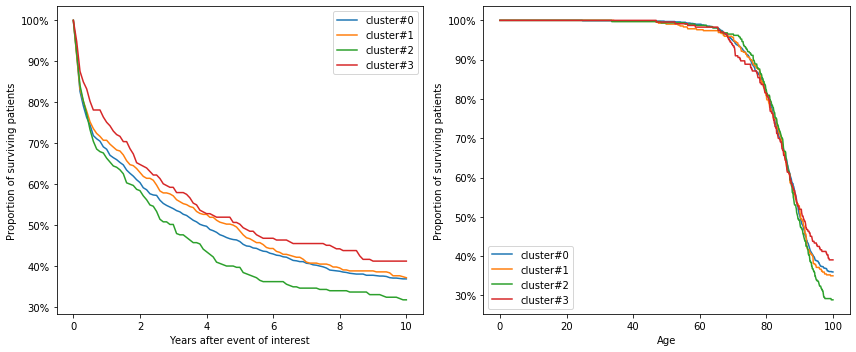 100%
90%
80%
70%
60%
50%
40%
30%
Proportion of surviving patients
0
2
4
6
8
10
Years after event of interest
cluster#0
cluster#1
cluster#2
cluster#3
100%
90%
80%
70%
60%
50%
40%
30%
Proportion of surviving patients
0
20
40
60
80
100
Age
cluster#0
cluster#1
cluster#2
cluster#3